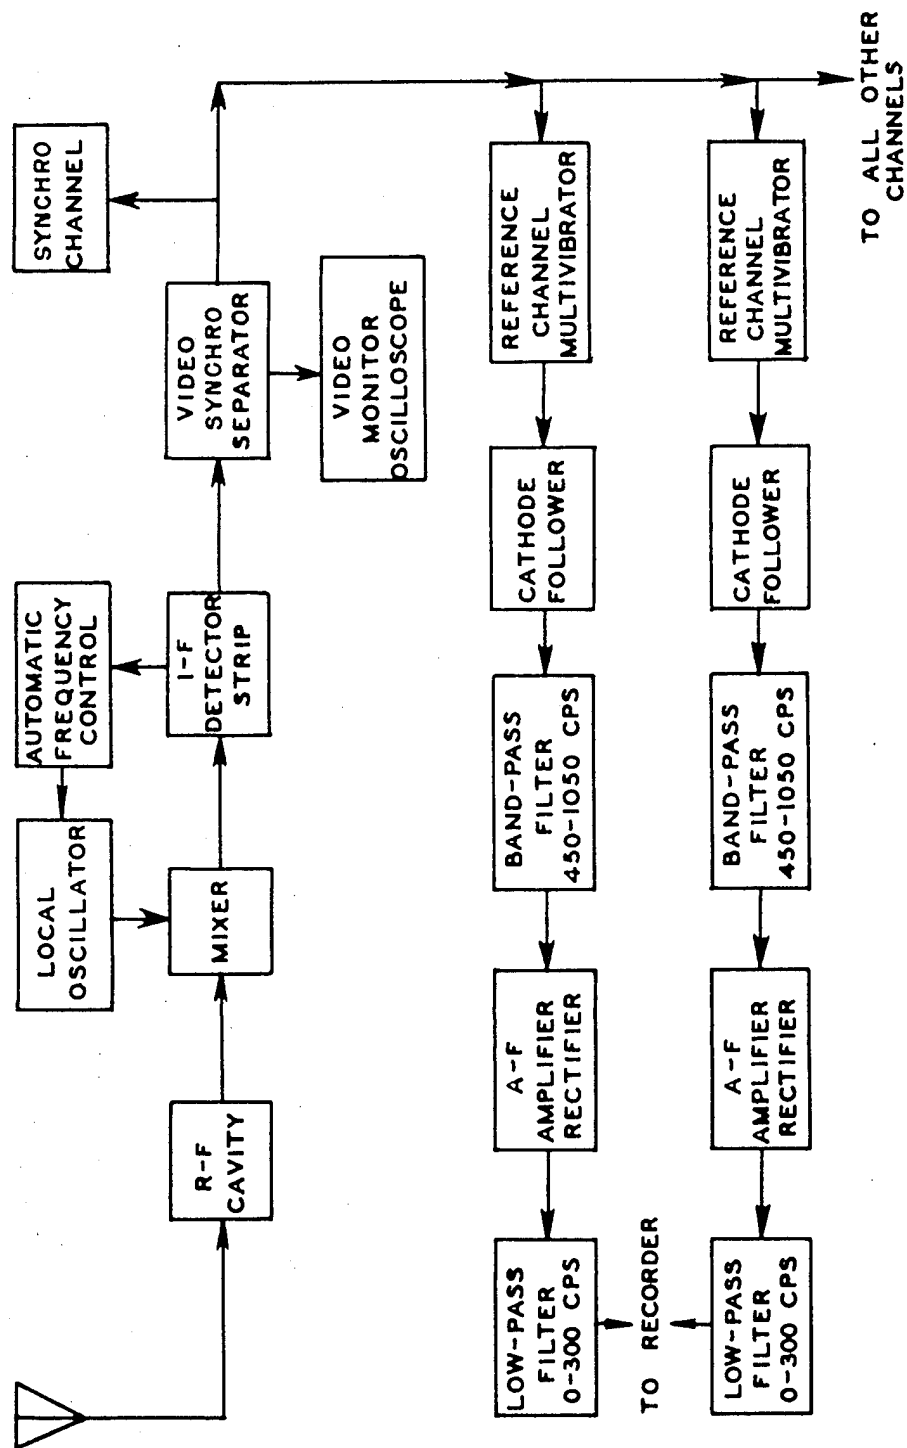 LOCAL
OSCILLATOR
AUTOMATIC
FREQUENCY
CONTROL
SYNCHRO
CHANNEL
R-F
CAVITY
MIXER
I-F
DETECTOR
STRIP
VIDEO
SYNCHRO
SEPARATOR
VIDEO
MONITOR
OSCILLOSCOPE
LOW-PASS
FILTER
0-300 CPS
A-F
AMPLIFIER
RECTIFIER
BAND-PASS
FILTER
450-1050 CPS
CATHODE
FOLLOWER
REFERENCE
CHANNEL
MULTIVIBRATOR
TO RECORDER
LOW-PASS
FILTER
0-300 CPS
A-F
AMPLIFIER
RECTIFIER
BAND-PASS
FILTER
450-1050 CPS
CATHODE
FOLLOWER
REFERENCE
CHANNEL
MULTIVIBRATOR
TO ALL OTHER
CHANNELS